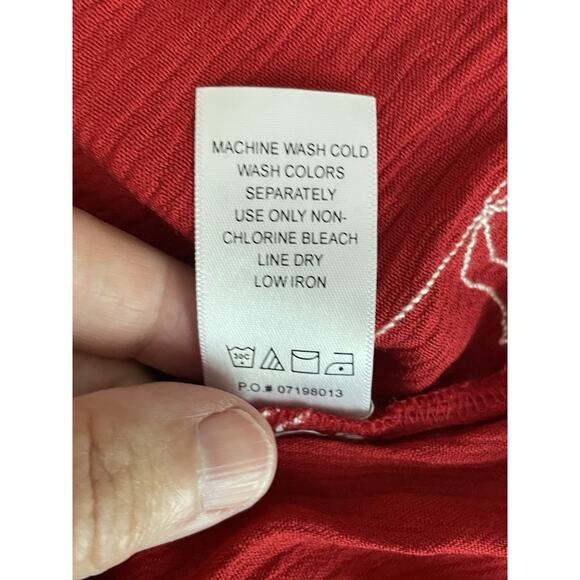 MACHINE WASH COLD
WASH COLORS
SEPARATELY
USE ONLY NON-
CHLORINE BLEACH
LINE DRY
LOW IRON
30C
P.O.# 07198013